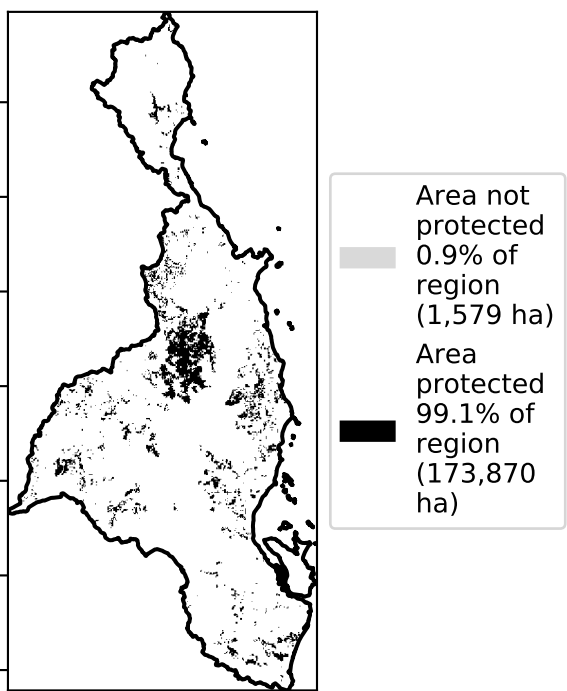 Area not
protected
0.9% of
region
(1,579 ha)
Area
protected
99.1% of
region
(173,870
ha)